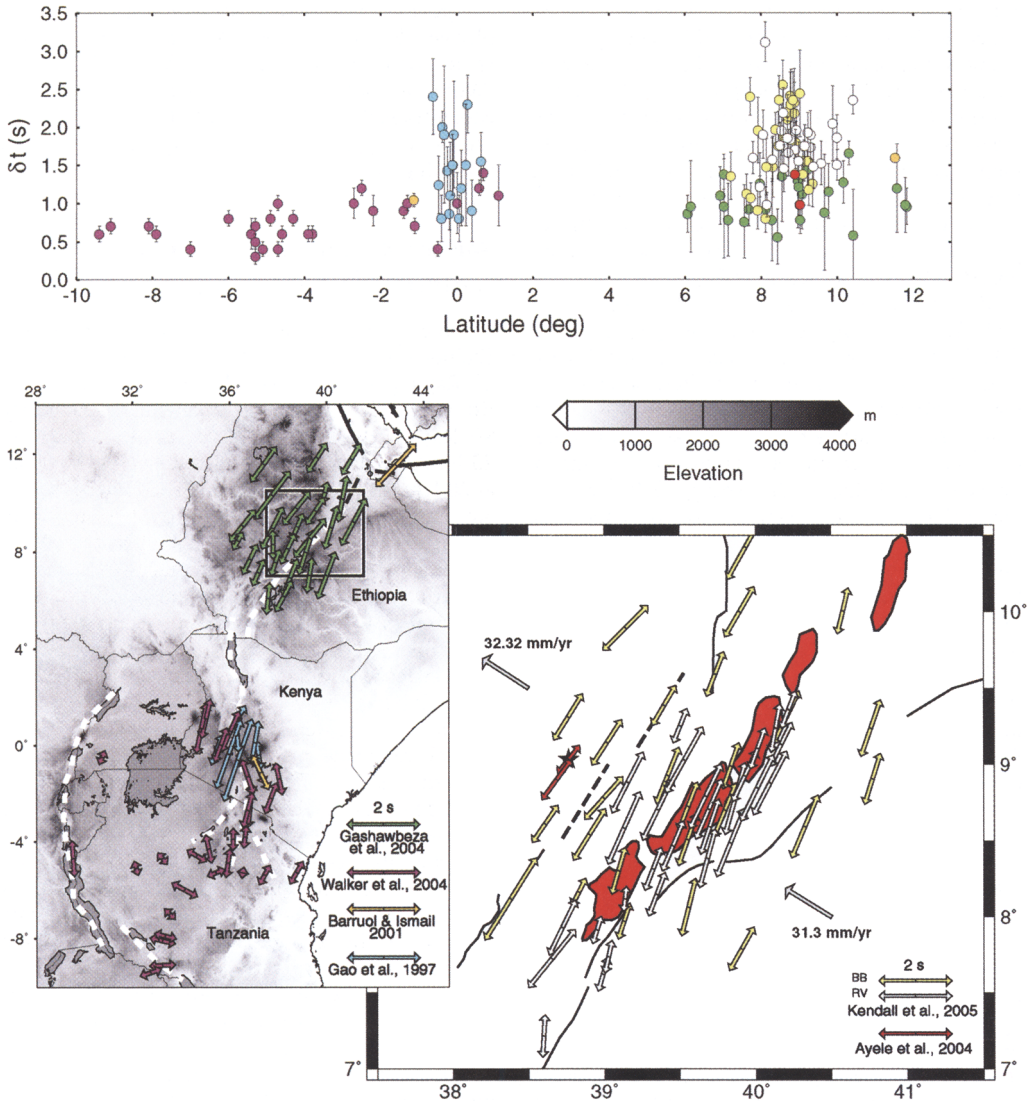 3.5
3.0
2.5
2.0
1.5
1.0
0.5
0.0
δt (s)
-10 -8 -6 -4 -2 0 2 4 6 8 10 12
Latitude (deg)
28° 32° 36° 40° 44°
12°
8°
4°
0°
-4°
-8°
Ethiopia
Kenya
Tanzania
2 s
Gashawbeza
et al., 2004
Walker et al., 2004
Barruol & Ismail
2001
Gao et al., 1997
m
0 1000 2000 3000 4000
Elevation
32.32 mm/yr
31.3 mm/yr
2 s
BB
RV
Kendall et al., 2005
Ayele et al., 2004
10°
9°
8°
7°
7°
38° 39° 40° 41°